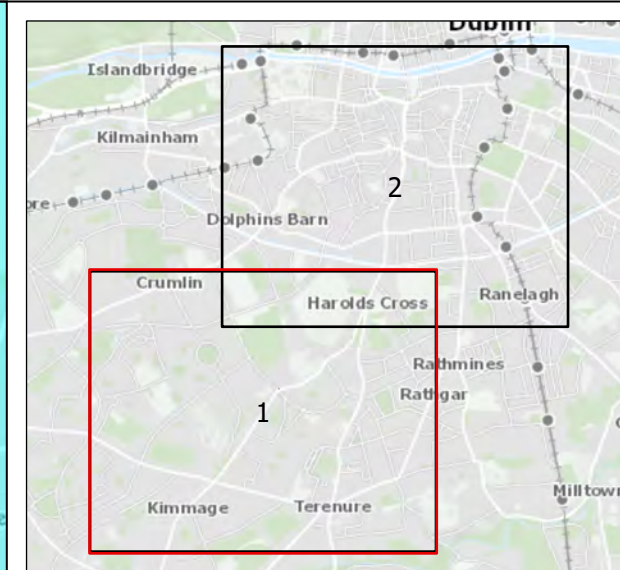 Dublin
Islandbridge
Kilmainham
2
ore
Dolphins Barn
Crumlin
Harolds Cross
Ranelagh
Rathmines
Rathgar
1
Milltown
Kimmage
Terenure